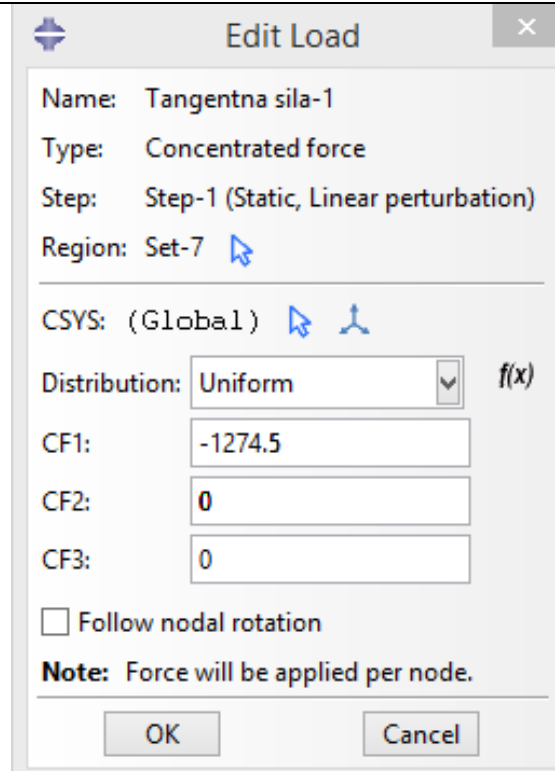 Edit Load
Name: Tangentna sila-1
Type: Concentrated force
Step: Step-1 (Static, Linear perturbation)
Region: Set-7
CSYS: (Global)
Distribution: Uniform f(x)
CF1: -1274.5
CF2: 0
CF3: 0
Follow nodal rotation
Note: Force will be applied per node.
OK Cancel